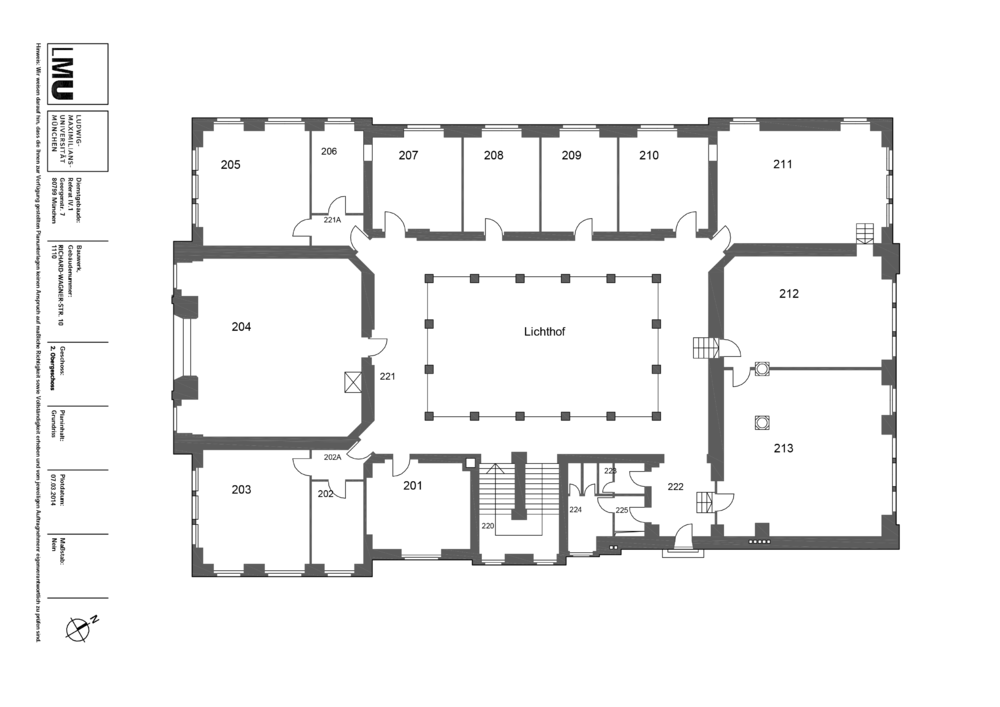 LMU
LUDWIG-
MAXIMILIANS-
UNIVERSITÄT
MÜNCHEN
Dienstgebäude:
Referat IV.1
Georgenstr. 7
80799 München
Bauwerk,
Gebäudenummer:
RICHARD-WAGNER-STR. 10
1110
Geschoss:
2. Obergeschoss
Planinhalt:
Grundriss
Plotdatum:
07.03.2014
Maßstab:
Nein
N
Hinweis: Wir weisen darauf hin, dass die Ihnen zur Verfügung gestellten Planunterlagen keinen Anspruch auf maßliche Richtigkeit sowie Vollständigkeit erheben und vom jeweiligen Auftragnehmer eigenverantwortlich zu prüfen sind.
205
206
207
208
209
210
211
221A
212
204
Lichthof
221
213
202A
203
202
201
220
223
224
225
222